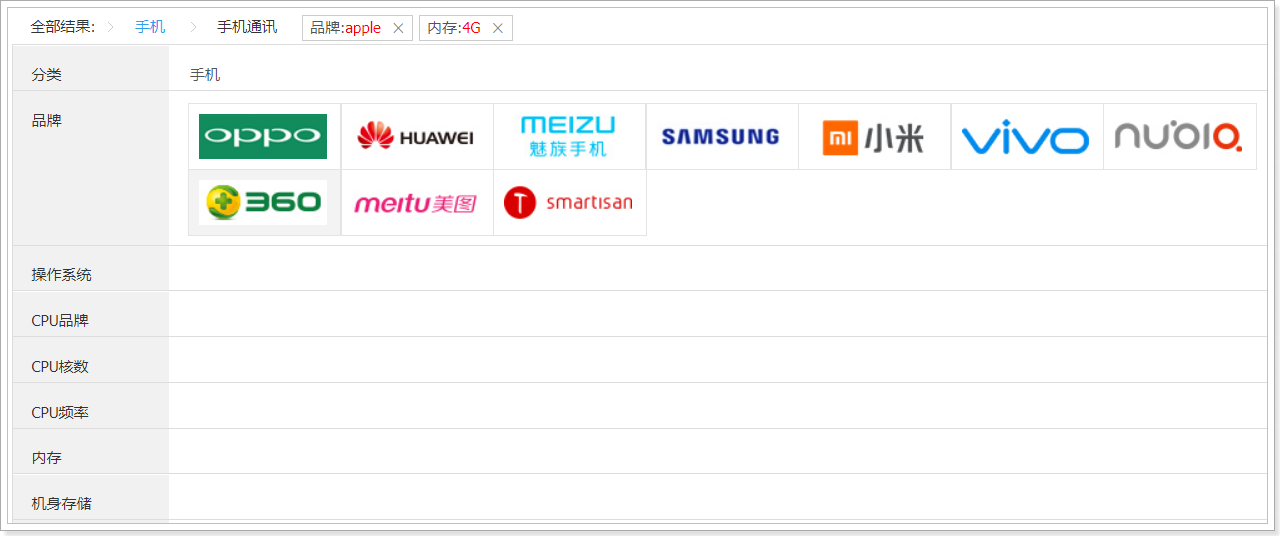 全部结果: 手机 手机通讯 品牌:apple × 内存:4G ×
分类 手机
品牌
oppo HUAWEI MEIZU 魅族手机 SAMSUNG mi 小米 vivo nubia
360 meitu美图 T smartisan
操作系统
CPU品牌
CPU核数
CPU频率
内存
机身存储